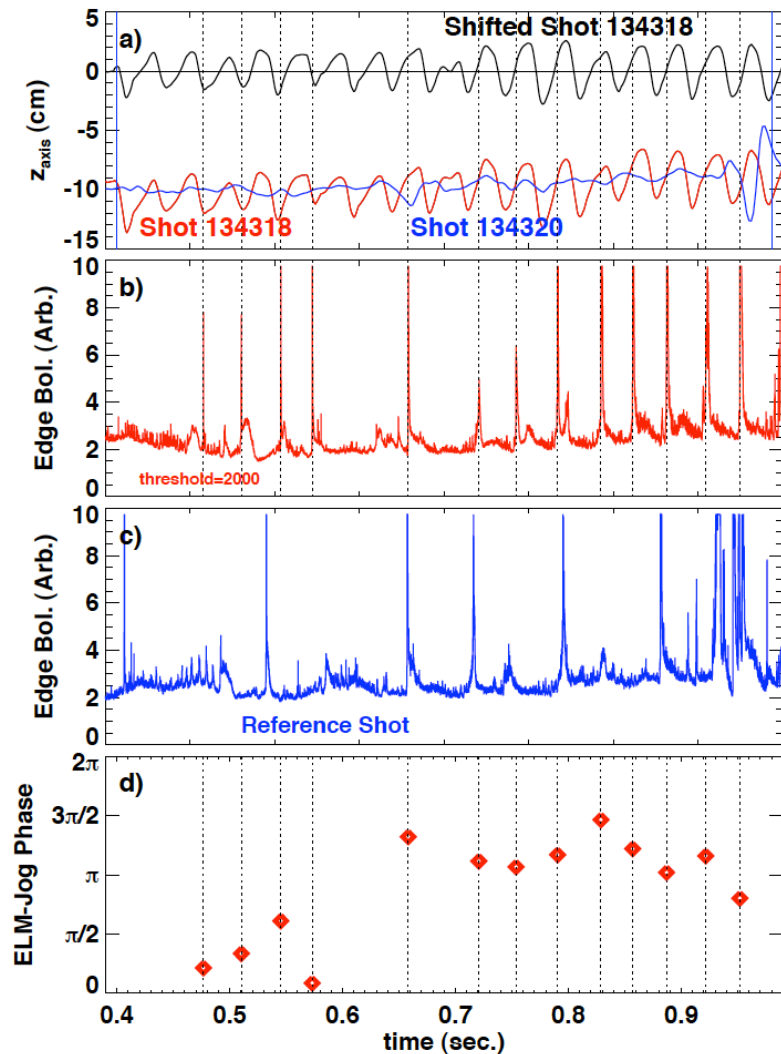 a)
Shifted Shot 134318
5
0
-5
-10
-15
z_axis (cm)
Shot 134318
Shot 134320
b)
10
8
6
4
2
0
Edge Bol. (Arb.)
threshold=2000
c)
10
8
6
4
2
0
Edge Bol. (Arb.)
Reference Shot
d)
2π
3π/2
π
π/2
0
ELM-Jog Phase
0.4 0.5 0.6 0.7 0.8 0.9
time (sec.)